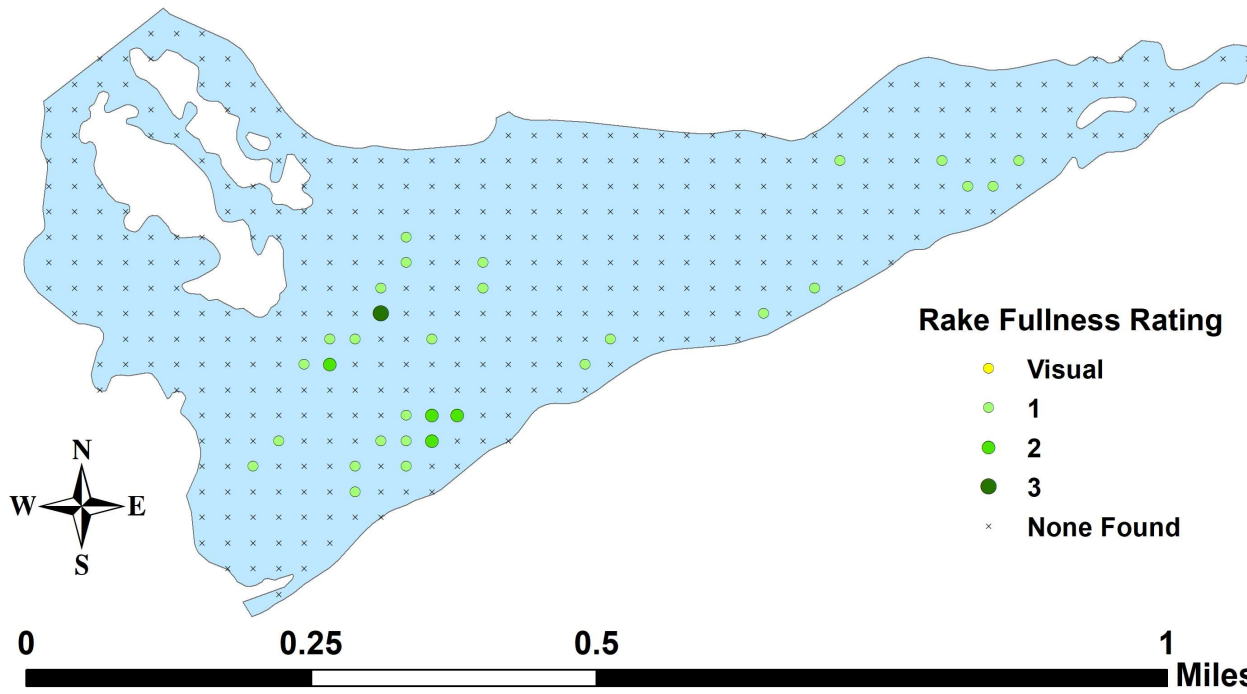 Rake Fullness Rating
Visual
1
2
3
None Found
N
W E
S
0 0.25 0.5 1
Miles